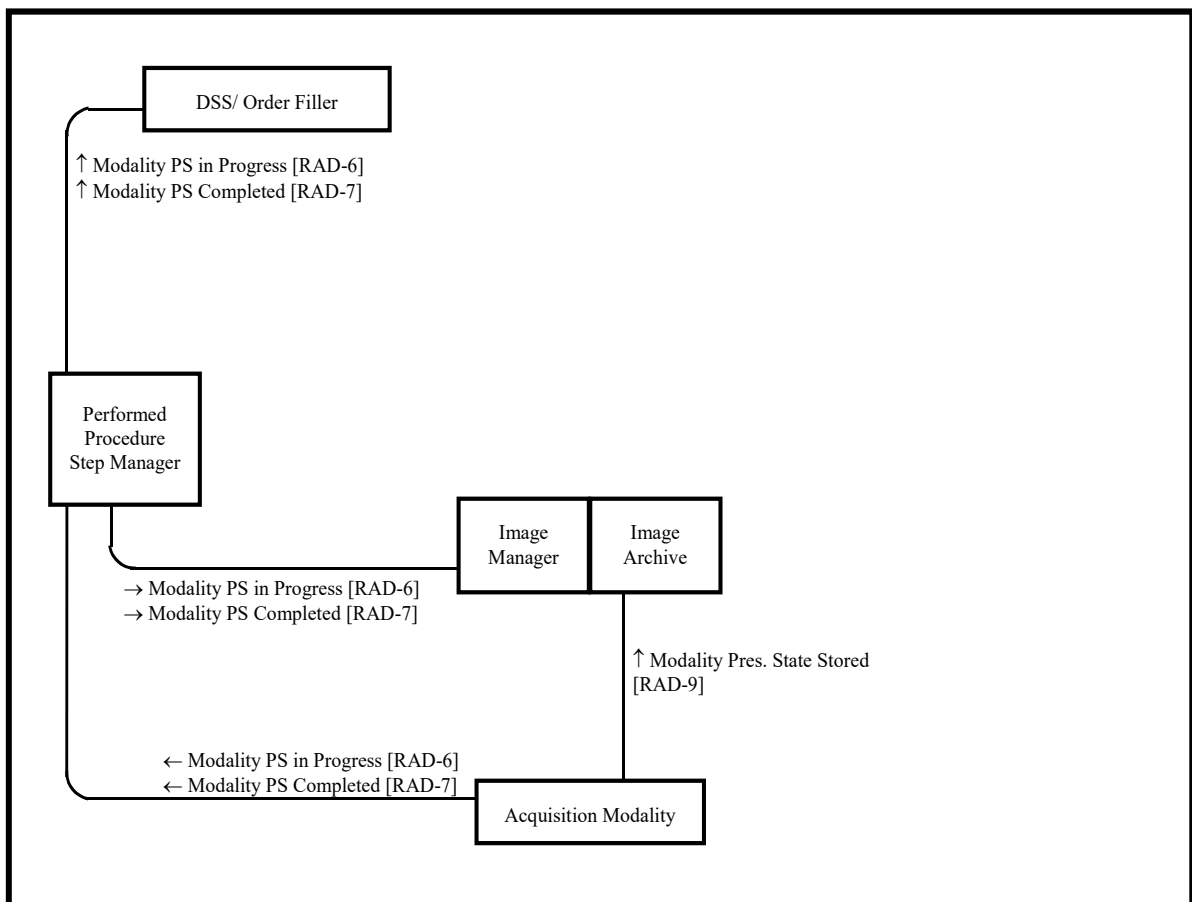 DSS/ Order Filler
↑ Modality PS in Progress [RAD-6]
↑ Modality PS Completed [RAD-7]
Performed
Procedure
Step Manager
Image
Manager
Image
Archive
→ Modality PS in Progress [RAD-6]
→ Modality PS Completed [RAD-7]
↑ Modality Pres. State Stored
[RAD-9]
← Modality PS in Progress [RAD-6]
← Modality PS Completed [RAD-7]
Acquisition Modality